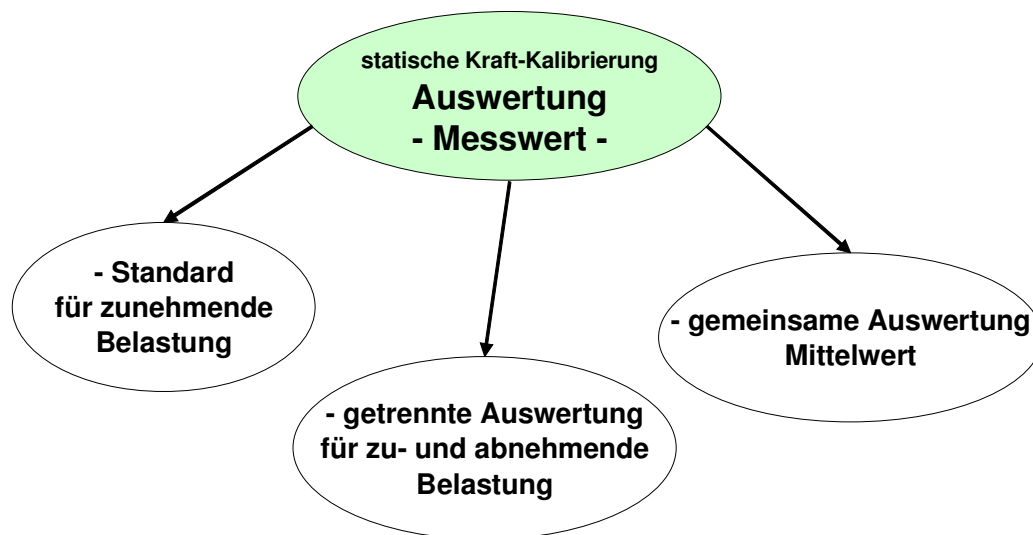 statische Kraft-Kalibrierung
Auswertung
- Messwert -
- Standard
für zunehmende
Belastung
- getrennte Auswertung
für zu- und abnehmende
Belastung
- gemeinsame Auswertung
Mittelwert